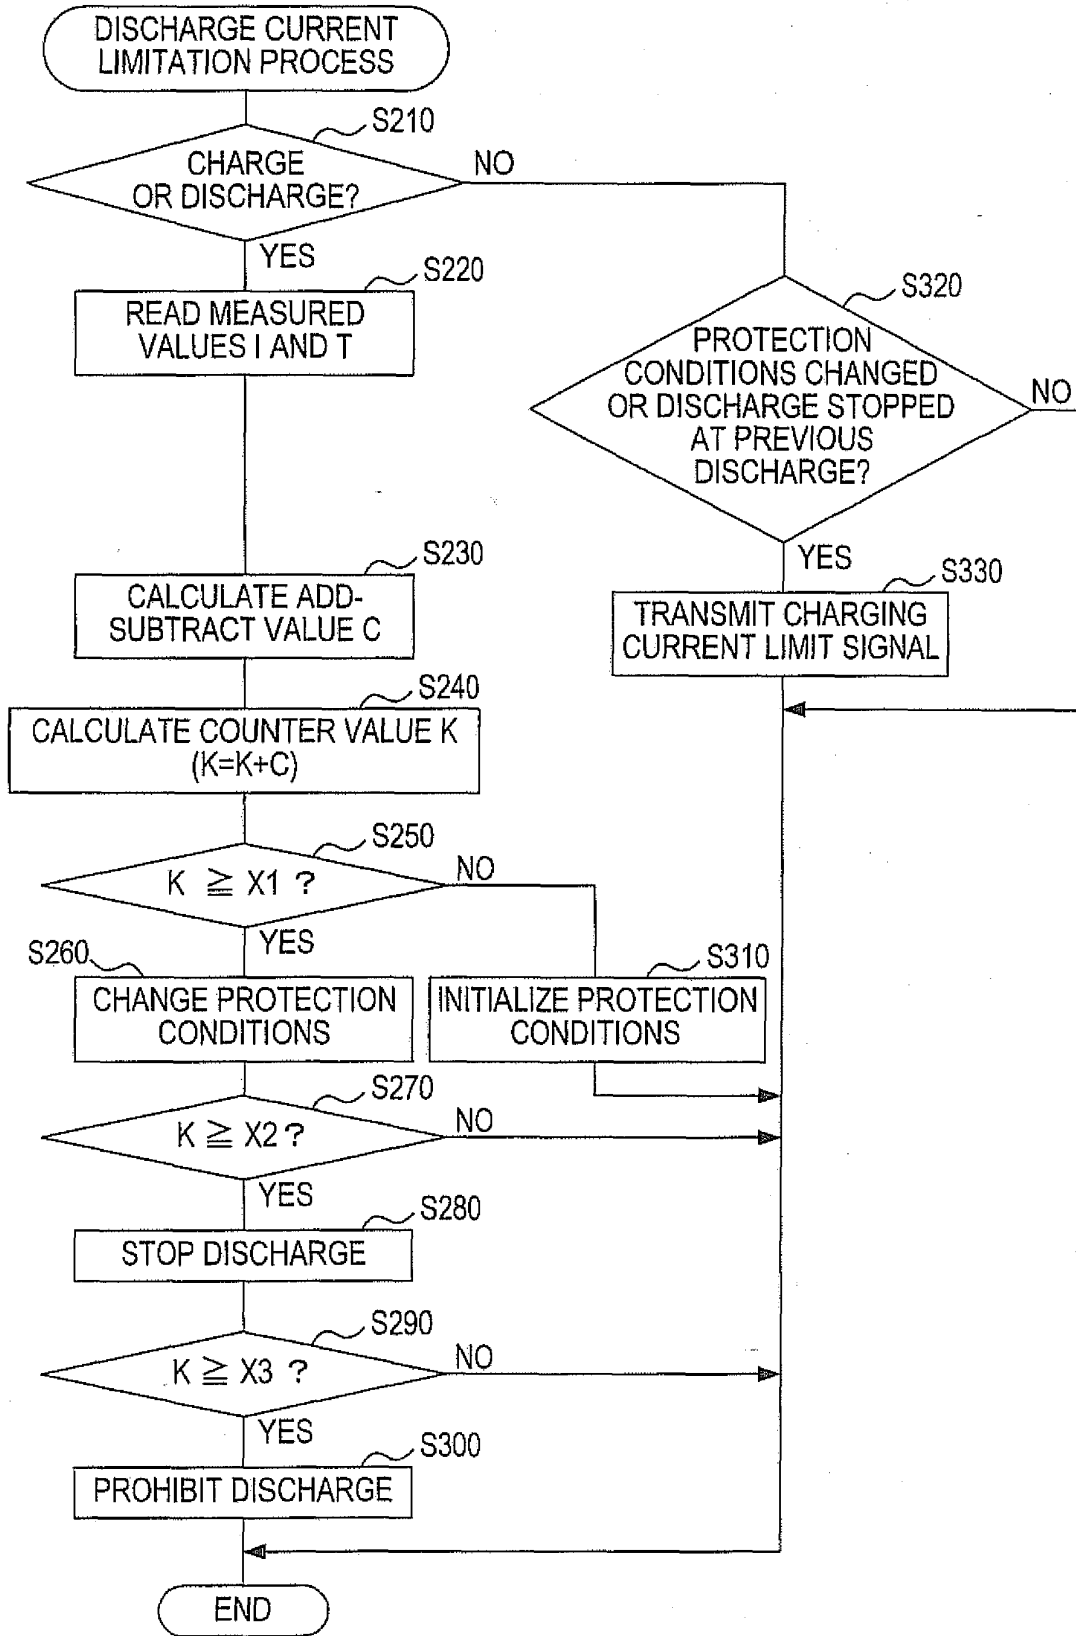 DISCHARGE CURRENT
LIMITATION PROCESS
S210
CHARGE
OR DISCHARGE?
NO
YES
S220
READ MEASURED
VALUES I AND T
S320
PROTECTION
CONDITIONS CHANGED
OR DISCHARGE STOPPED
AT PREVIOUS
DISCHARGE?
NO
YES
S330
TRANSMIT CHARGING
CURRENT LIMIT SIGNAL
S230
CALCULATE ADD-
SUBTRACT VALUE C
S240
CALCULATE COUNTER VALUE K
(K=K+C)
S250
K ≧ X1 ?
NO
YES
S260
CHANGE PROTECTION
CONDITIONS
S310
INITIALIZE PROTECTION
CONDITIONS
S270
K ≧ X2 ?
NO
YES
S280
STOP DISCHARGE
S290
K ≧ X3 ?
NO
YES
S300
PROHIBIT DISCHARGE
END